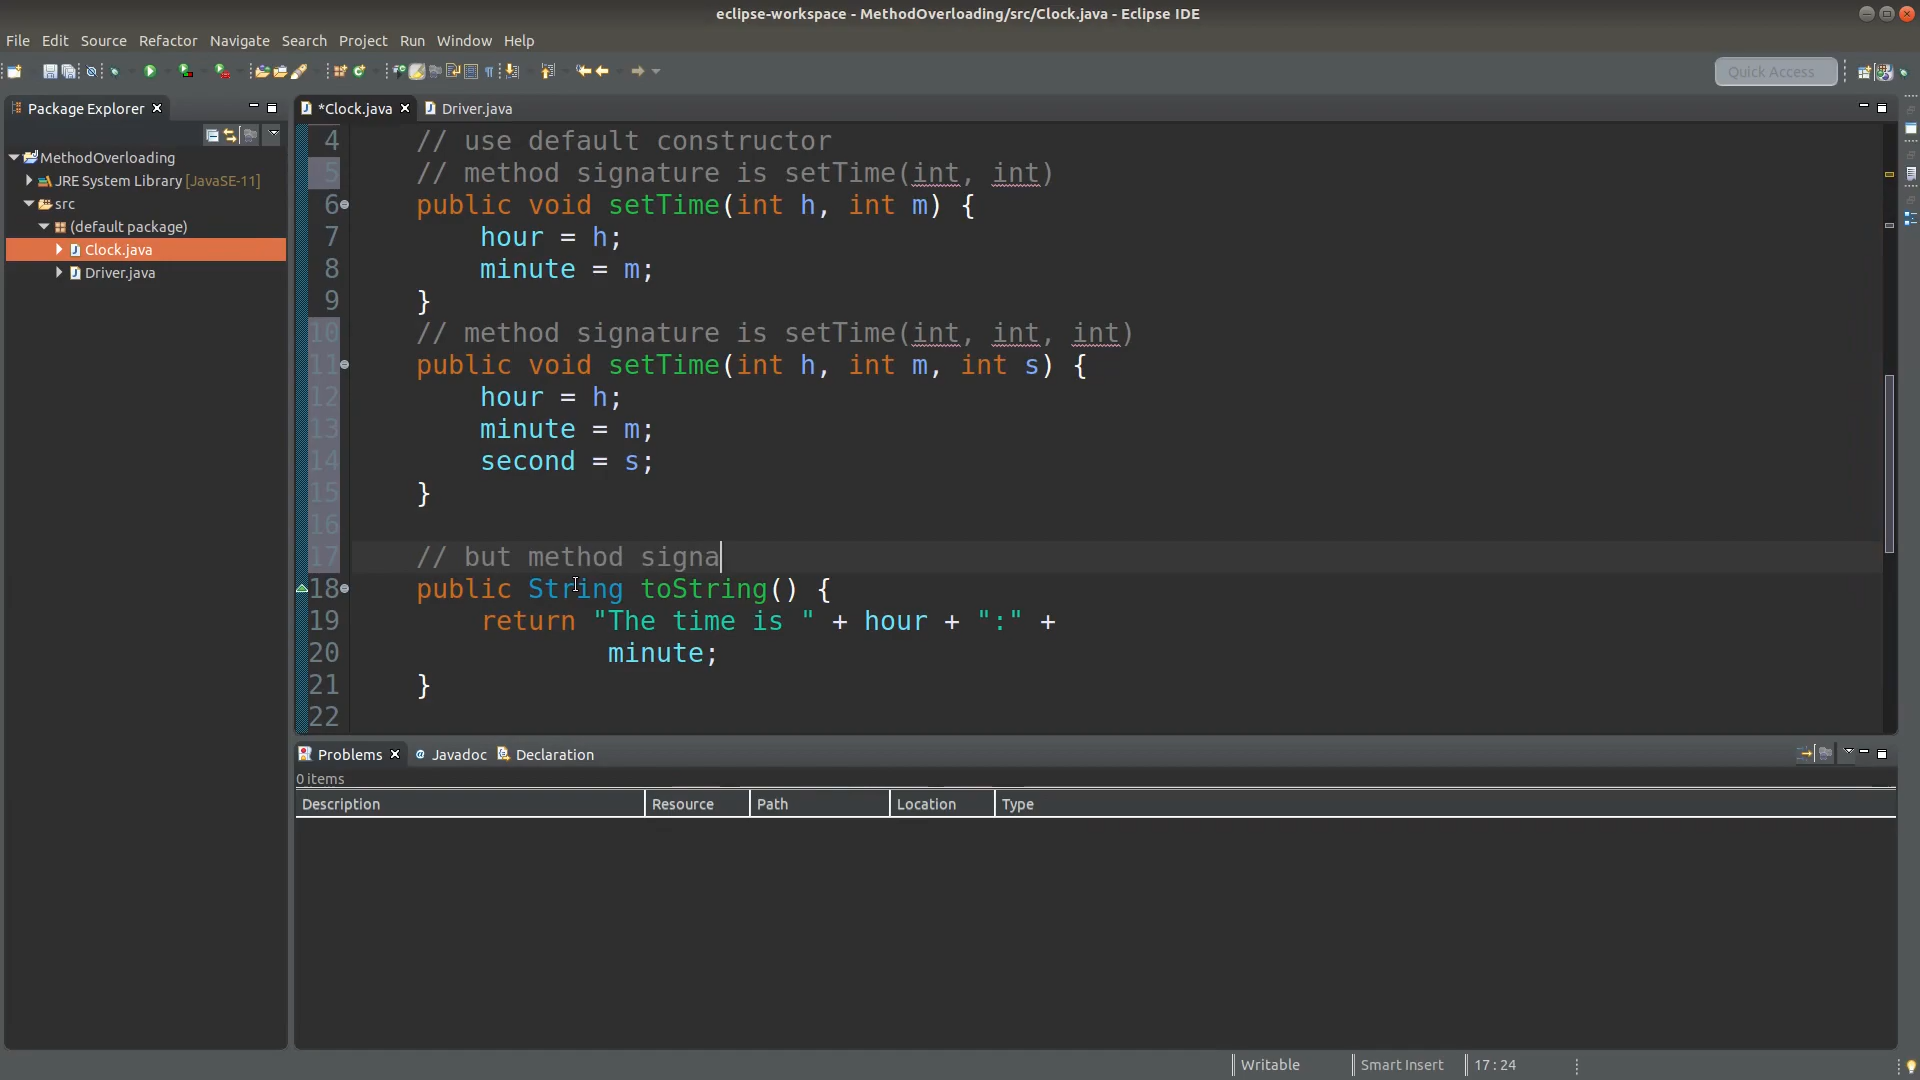 eclipse-workspace - MethodOverloading/src/Clock.java - Eclipse IDE
File Edit Source Refactor Navigate Search Project Run Window Help
Quick Access
Package Explorer
*Clock.java Driver.java
MethodOverloading
JRE System Library [JavaSE-11]
src
(default package)
Clock.java
Driver.java
4 // use default constructor
5 // method signature is setTime(int, int)
6 public void setTime(int h, int m) {
7 hour = h;
8 minute = m;
9 }
10 // method signature is setTime(int, int, int)
11 public void setTime(int h, int m, int s) {
12 hour = h;
13 minute = m;
14 second = s;
15 }
16
17 // but method signa
18 public String toString() {
19 return "The time is " + hour + ":" +
20 minute;
21 }
22
Problems Javadoc Declaration
0 items
Description Resource Path Location Type
Writable Smart Insert 17 : 24